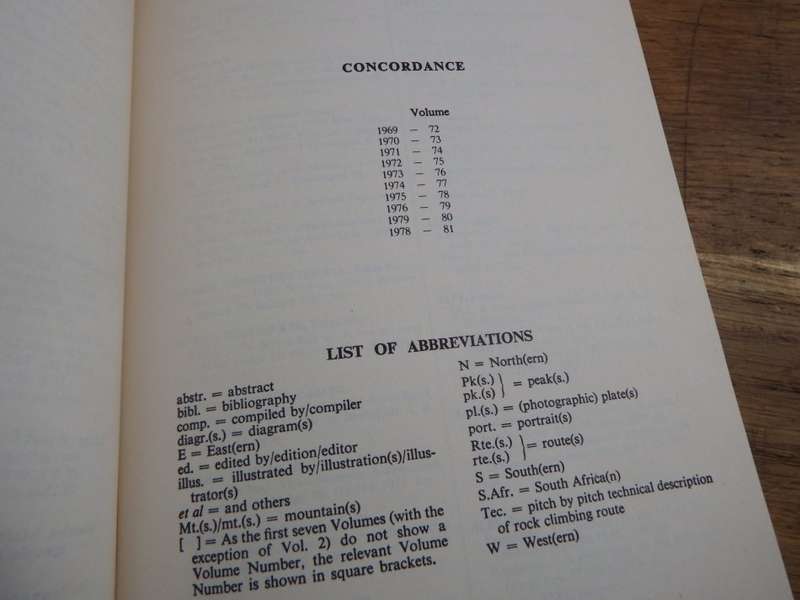 CONCORDANCE
Volume
1969 — 72
1970 — 73
1971 — 74
1972 — 75
1973 — 76
1974 — 77
1975 — 78
1976 — 79
1979 — 80
1978 — 81
LIST OF ABBREVIATIONS
abstr. = abstract
bibl. = bibliography
comp. = compiled by/compiler
diagr.(s.) = diagram(s)
E = East(ern)
ed. = edited by/edition/editor
illus. = illustrated by/illustration(s)/illus-
trator(s)
et al = and others
Mt.(s.)/mt.(s.) = mountain(s)
[ ] = As the first seven Volumes (with the
exception of Vol. 2) do not show a
Volume Number, the relevant Volume
Number is shown in square brackets.
N = North(ern)
Pk(s.)
pk.(s) } = peak(s.)
pl.(s.) = (photographic) plate(s)
port. = portrait(s)
Rte.(s.)
rte.(s.) } = route(s)
S = South(ern)
S.Afr. = South Africa(n)
Tec. = pitch by pitch technical description
of rock climbing route
W = West(ern)